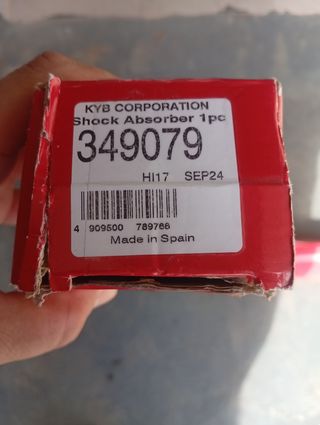 KYB CORPORATION
Shock Absorber 1pc
349079
HI17 SEP24
4 909500 789766
Made in Spain